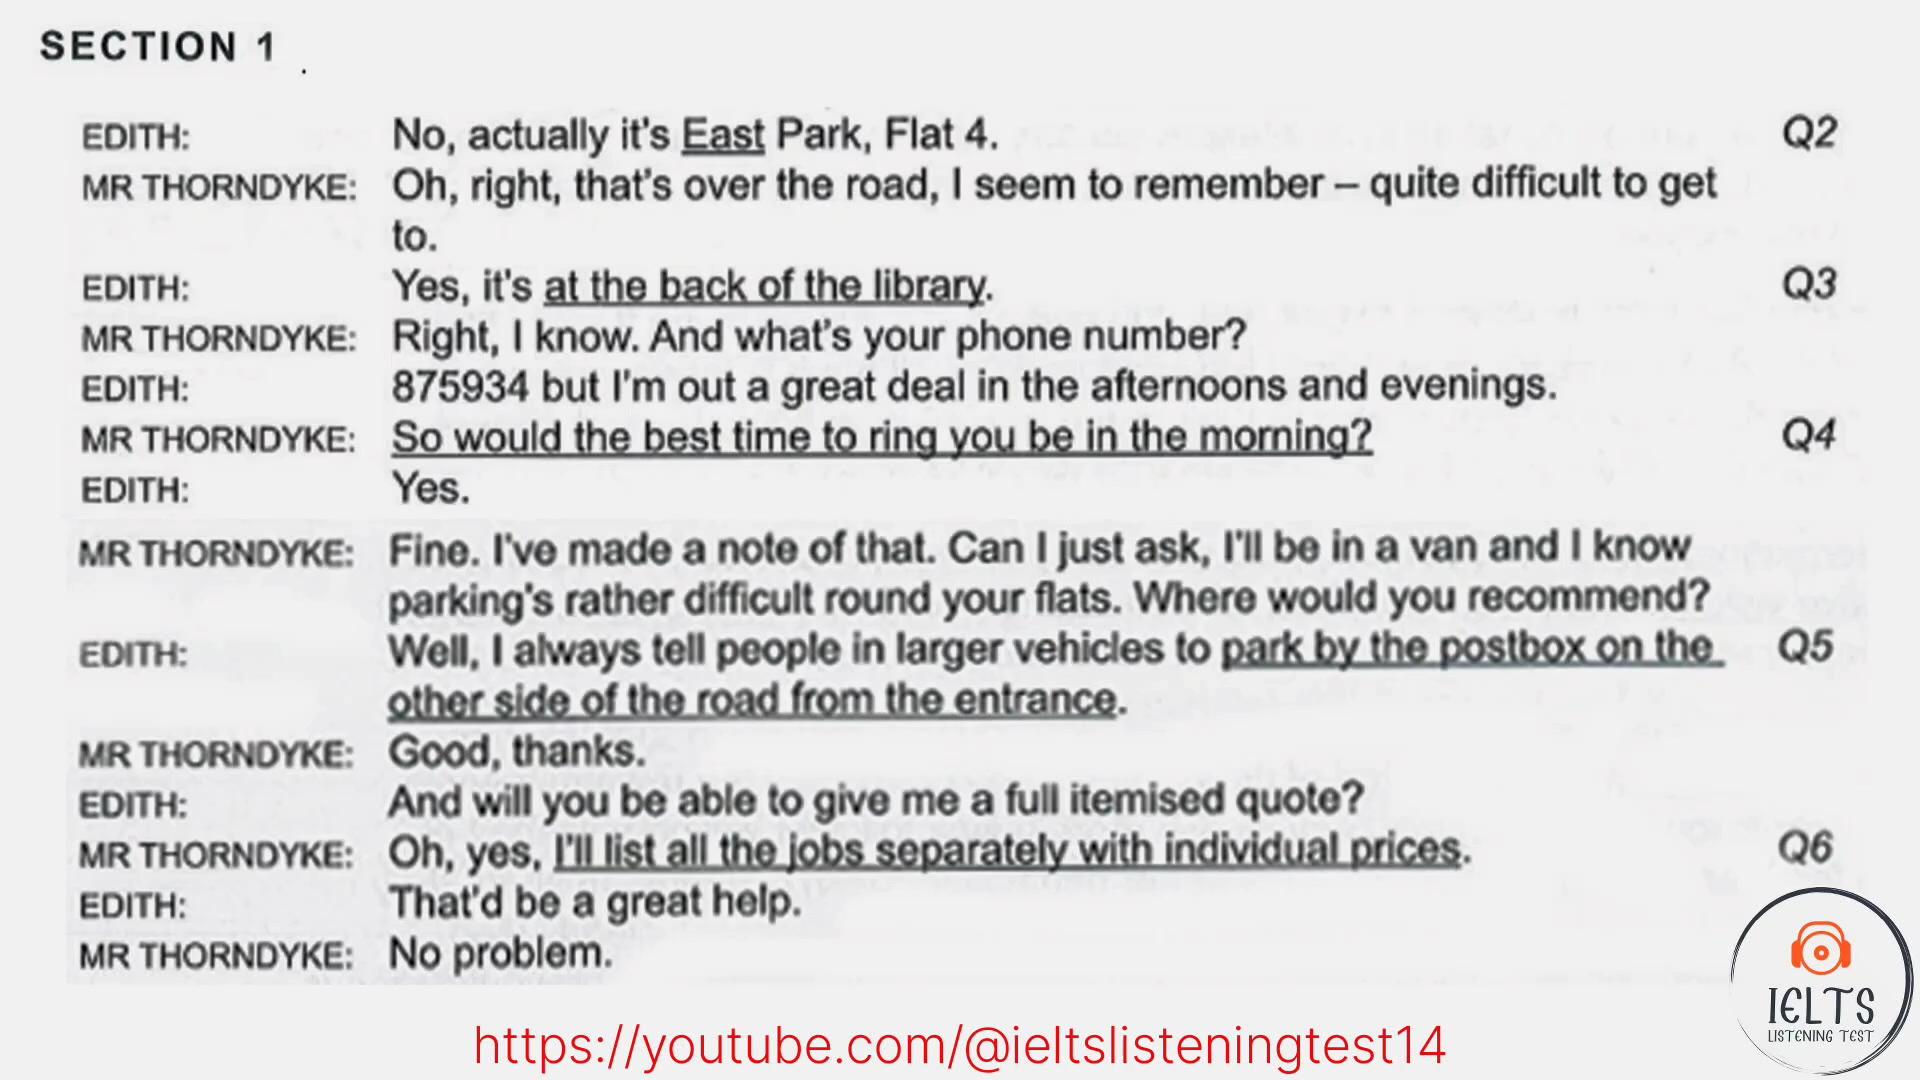 SECTION 1
EDITH: No, actually it's East Park, Flat 4. Q2
MR THORNDYKE: Oh, right, that's over the road, I seem to remember – quite difficult to get
to.
EDITH: Yes, it's at the back of the library. Q3
MR THORNDYKE: Right, I know. And what's your phone number?
EDITH: 875934 but I'm out a great deal in the afternoons and evenings.
MR THORNDYKE: So would the best time to ring you be in the morning? Q4
EDITH: Yes.
MR THORNDYKE: Fine. I've made a note of that. Can I just ask, I'll be in a van and I know
parking's rather difficult round your flats. Where would you recommend?
EDITH: Well, I always tell people in larger vehicles to park by the postbox on the Q5
other side of the road from the entrance.
MR THORNDYKE: Good, thanks.
EDITH: And will you be able to give me a full itemised quote?
MR THORNDYKE: Oh, yes, I'll list all the jobs separately with individual prices. Q6
EDITH: That'd be a great help.
MR THORNDYKE: No problem.
IELTS
LISTENING TEST
https://youtube.com/@ieltslisteningtest14